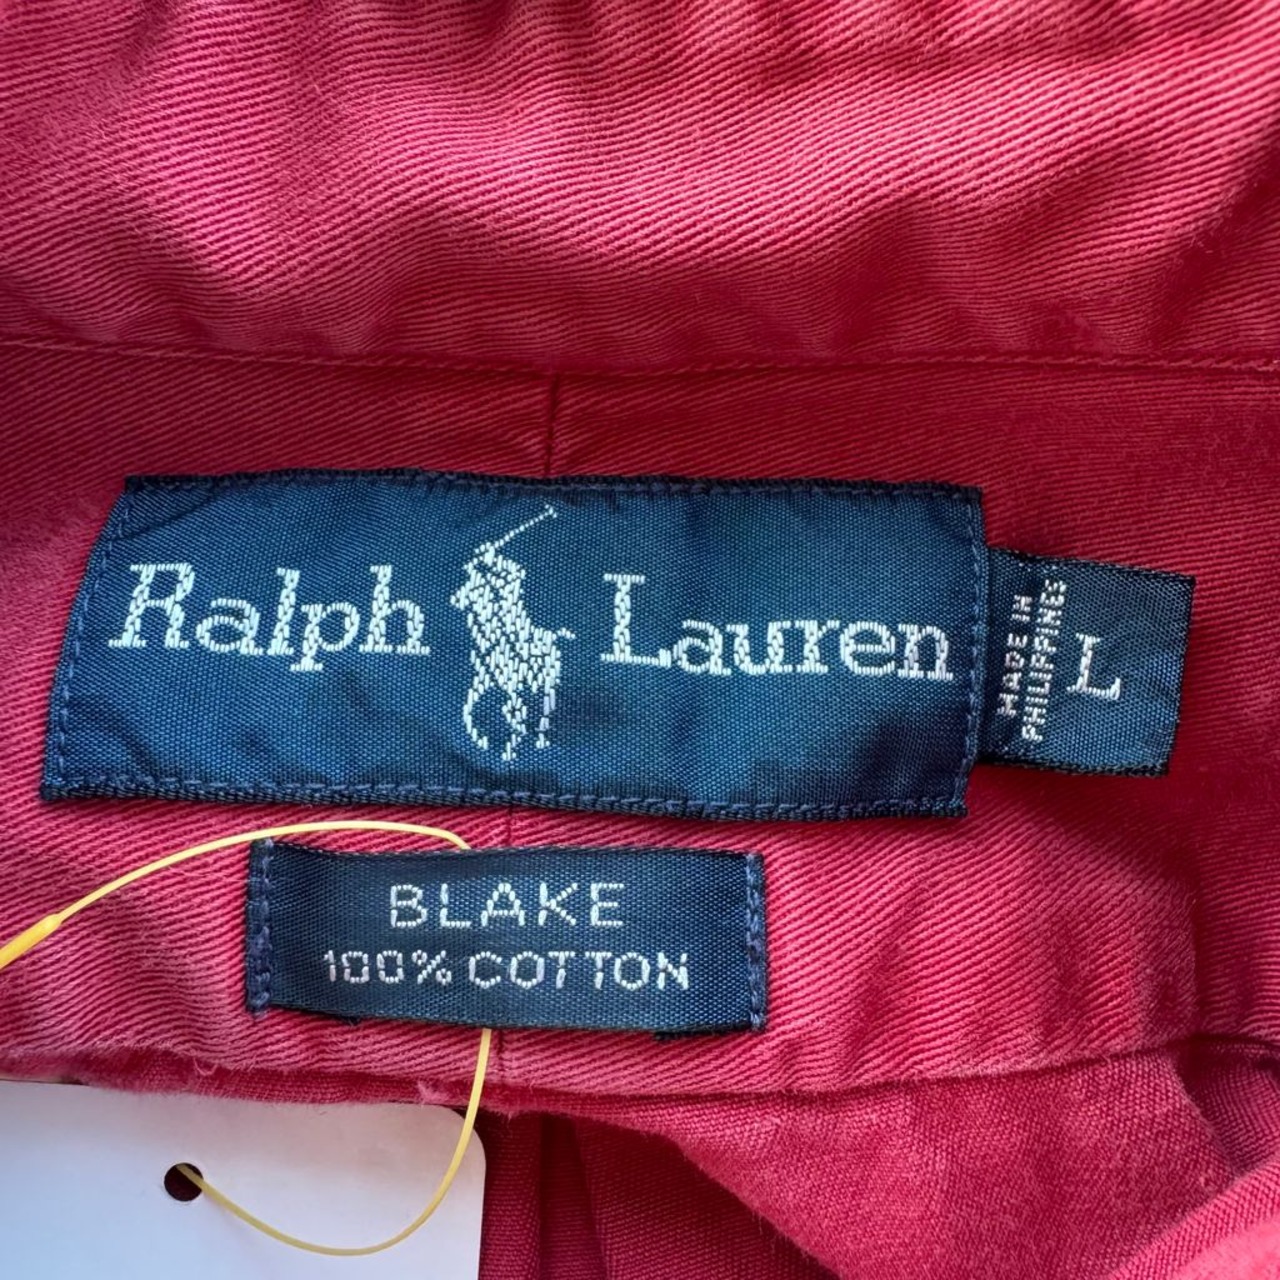 Ralph Lauren
MADE IN
PHILIPPINES
L
BLAKE
100% COTTON